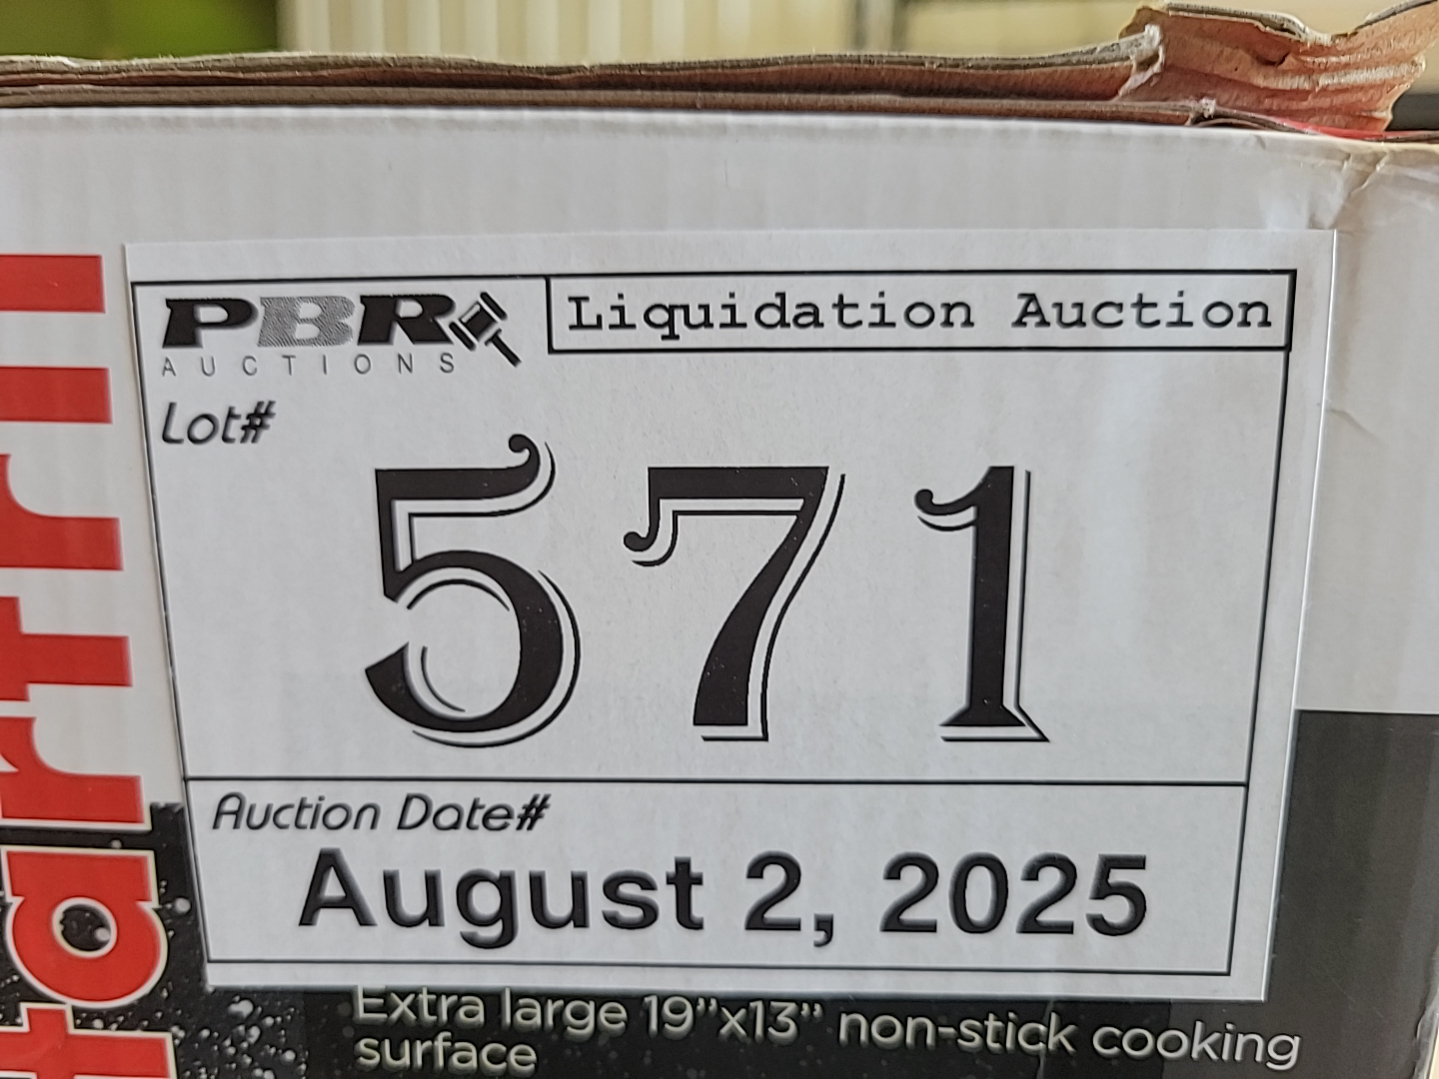 PBR
AUCTIONS
Liquidation Auction
Lot#
571
Auction Date#
August 2, 2025
Extra large 19”x13” non-stick cooking
surface